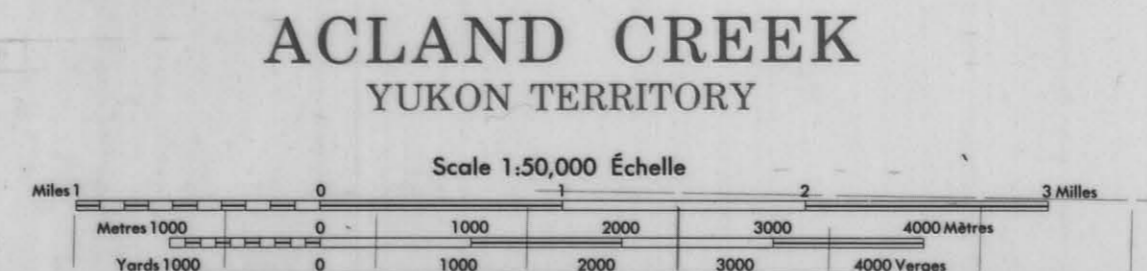 ACLAND CREEK
YUKON TERRITORY
Scale 1:50,000 Échelle
Miles 1 0 1 2 3 Milles
Metres 1000 0 1000 2000 3000 4000 Mètres
Yards 1000 0 1000 2000 3000 4000 Verges